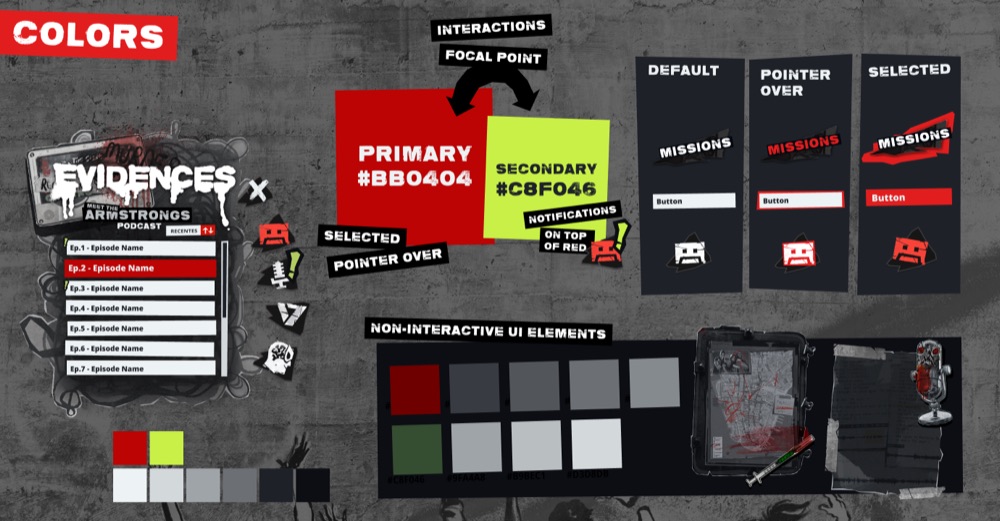 COLORS
INTERACTIONS
FOCAL POINT
PRIMARY
#BB0404
SECONDARY
#C8F046
NOTIFICATIONS
ON TOP
OF RED
SELECTED
POINTER OVER
DEFAULT
POINTER
OVER
SELECTED
MISSIONS
MISSIONS
MISSIONS
Button
Button
Button
EVIDENCES
MEET THE
ARMSTRONGS
PODCAST
RECENTES
Ep.1 - Episode Name
Ep.2 - Episode Name
Ep.3 - Episode Name
Ep.4 - Episode Name
Ep.5 - Episode Name
Ep.6 - Episode Name
Ep.7 - Episode Name
NON-INTERACTIVE UI ELEMENTS